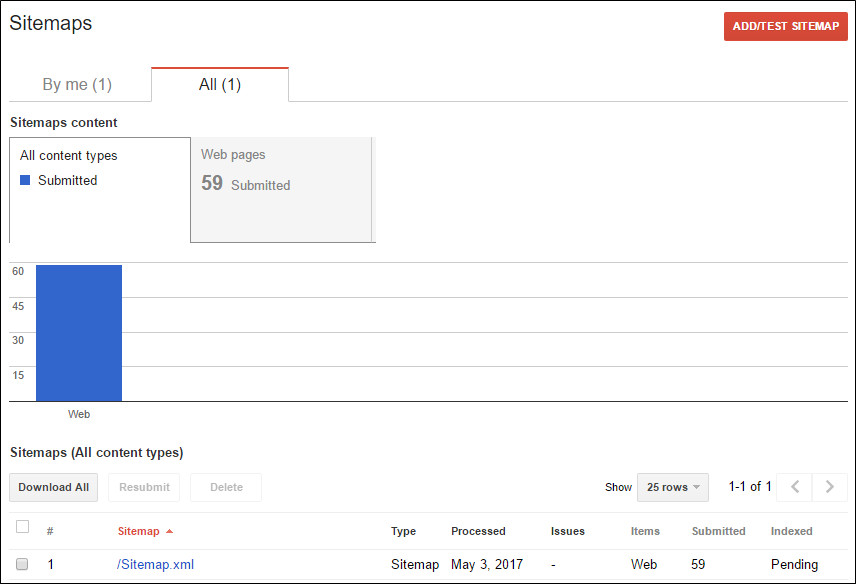 Sitemaps
ADD/TEST SITEMAP
By me (1)
All (1)
Sitemaps content
All content types
Submitted
Web pages
59 Submitted
60
45
30
15
Web
Sitemaps (All content types)
Download All Resubmit Delete Show 25 rows 1-1 of 1
# Sitemap Type Processed Issues Items Submitted Indexed
1 /Sitemap.xml Sitemap May 3, 2017 - Web 59 Pending